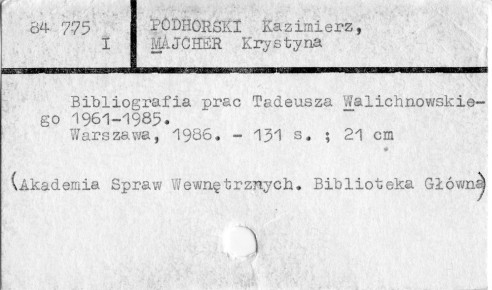 84 775 PODHORSKI Kazimierz,
I MAJCHER Krystyna
Bibliografia prac Tadeusza Walichnowskie-
go 1961-1985.
Warszawa, 1986. - 131 s. ; 21 cm
(Akademia Spraw Wewnętrznych. Biblioteka Główna)